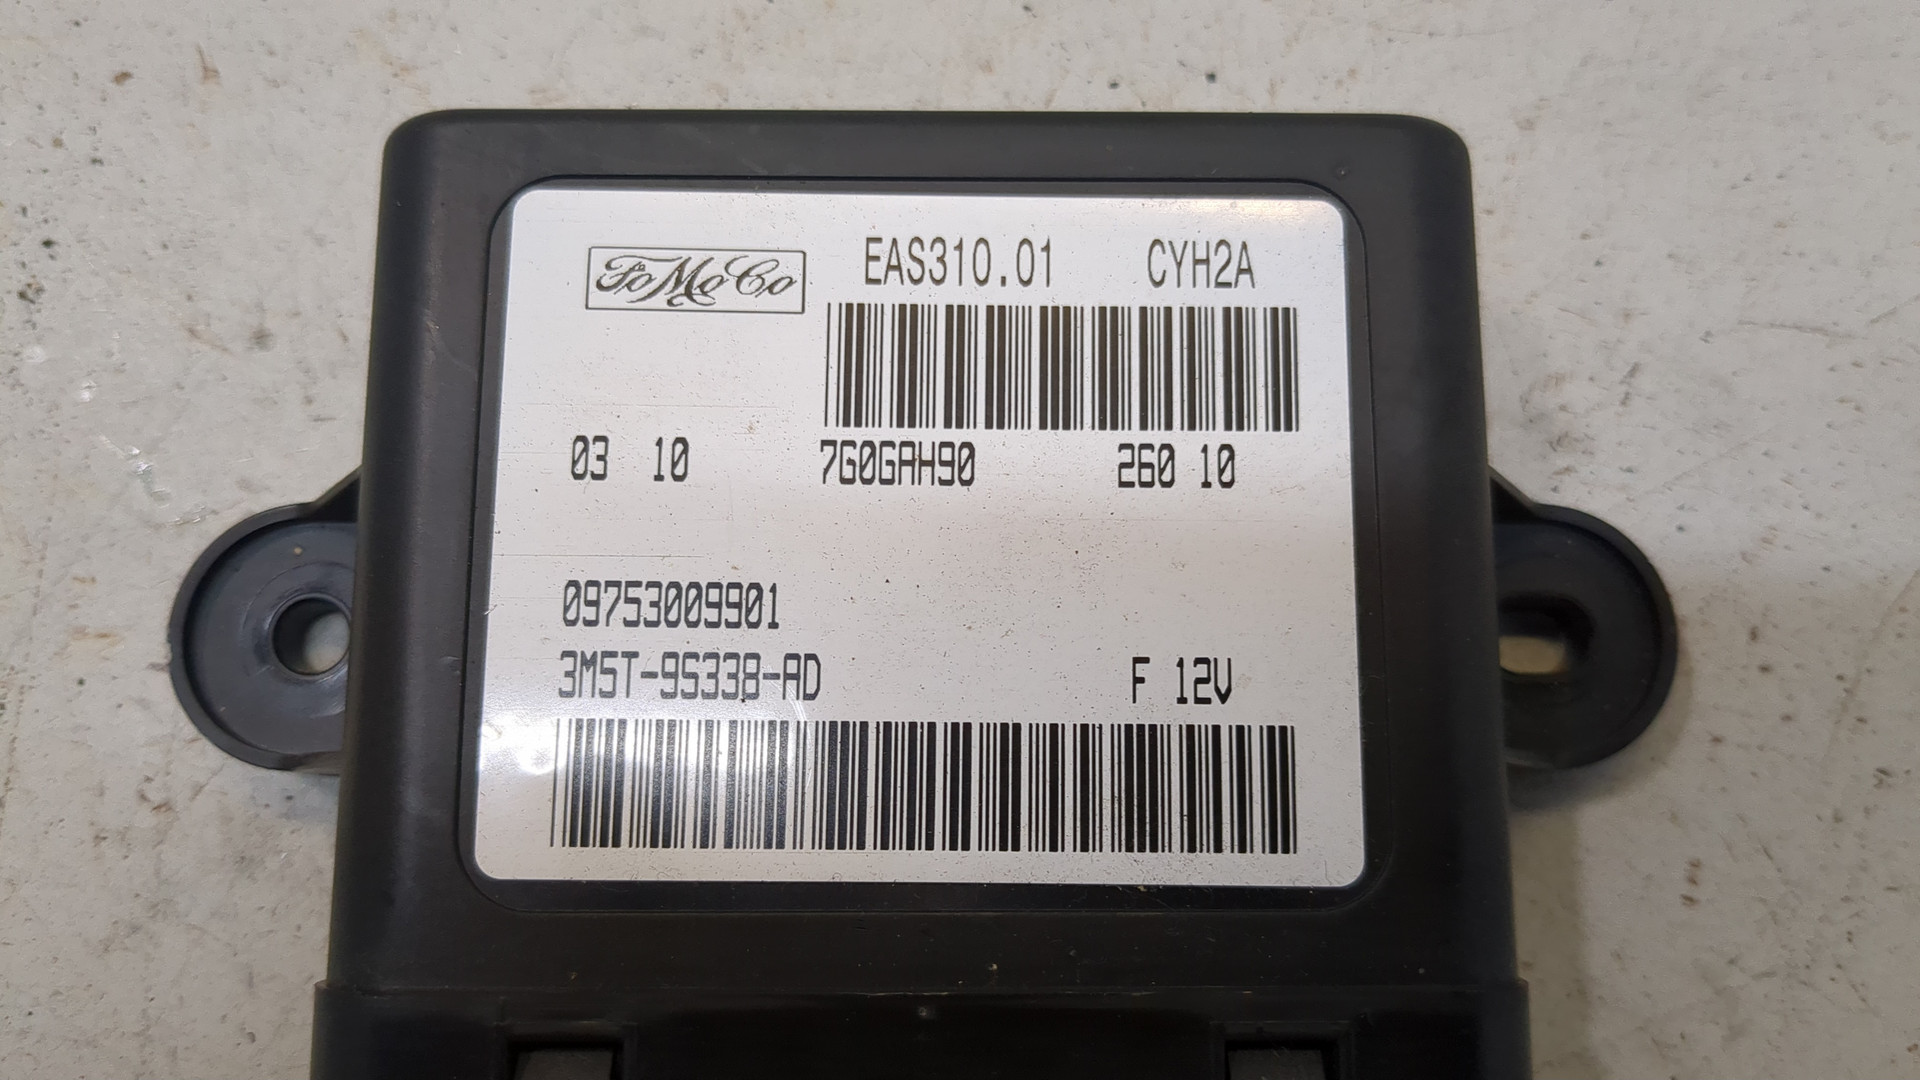 FoMoCo EAS310.01 CYH2A
03 10 7G0GAH90 260 10
09753009901
3M5T-9S338-AD F 12V